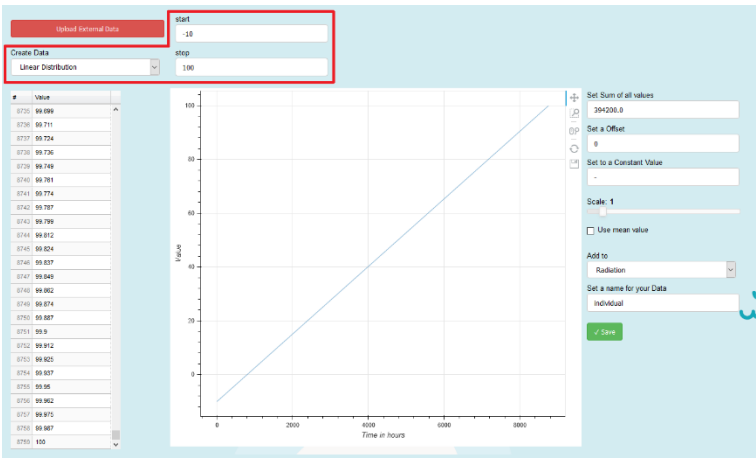 Upload External Data
start
-10
Create Data
Linear Distribution
stop
100
# Value
8735 99.699
8736 99.711
8737 99.724
8738 99.736
8739 99.749
8740 99.761
8741 99.774
8742 99.787
8743 99.799
8744 99.812
8745 99.824
8746 99.837
8747 99.849
8748 99.862
8749 99.874
8750 99.887
8751 99.9
8752 99.912
8753 99.925
8754 99.937
8755 99.95
8756 99.962
8757 99.975
8758 99.987
8759 100
100
80
60
40
20
0
Value
0 2000 4000 6000 8000
Time in hours
Set Sum of all values
394200.0
Set a Offset
0
Set to a Constant Value
-
Scale: 1
Use mean value
Add to
Radiation
Set a name for your Data
individual
✓ Save